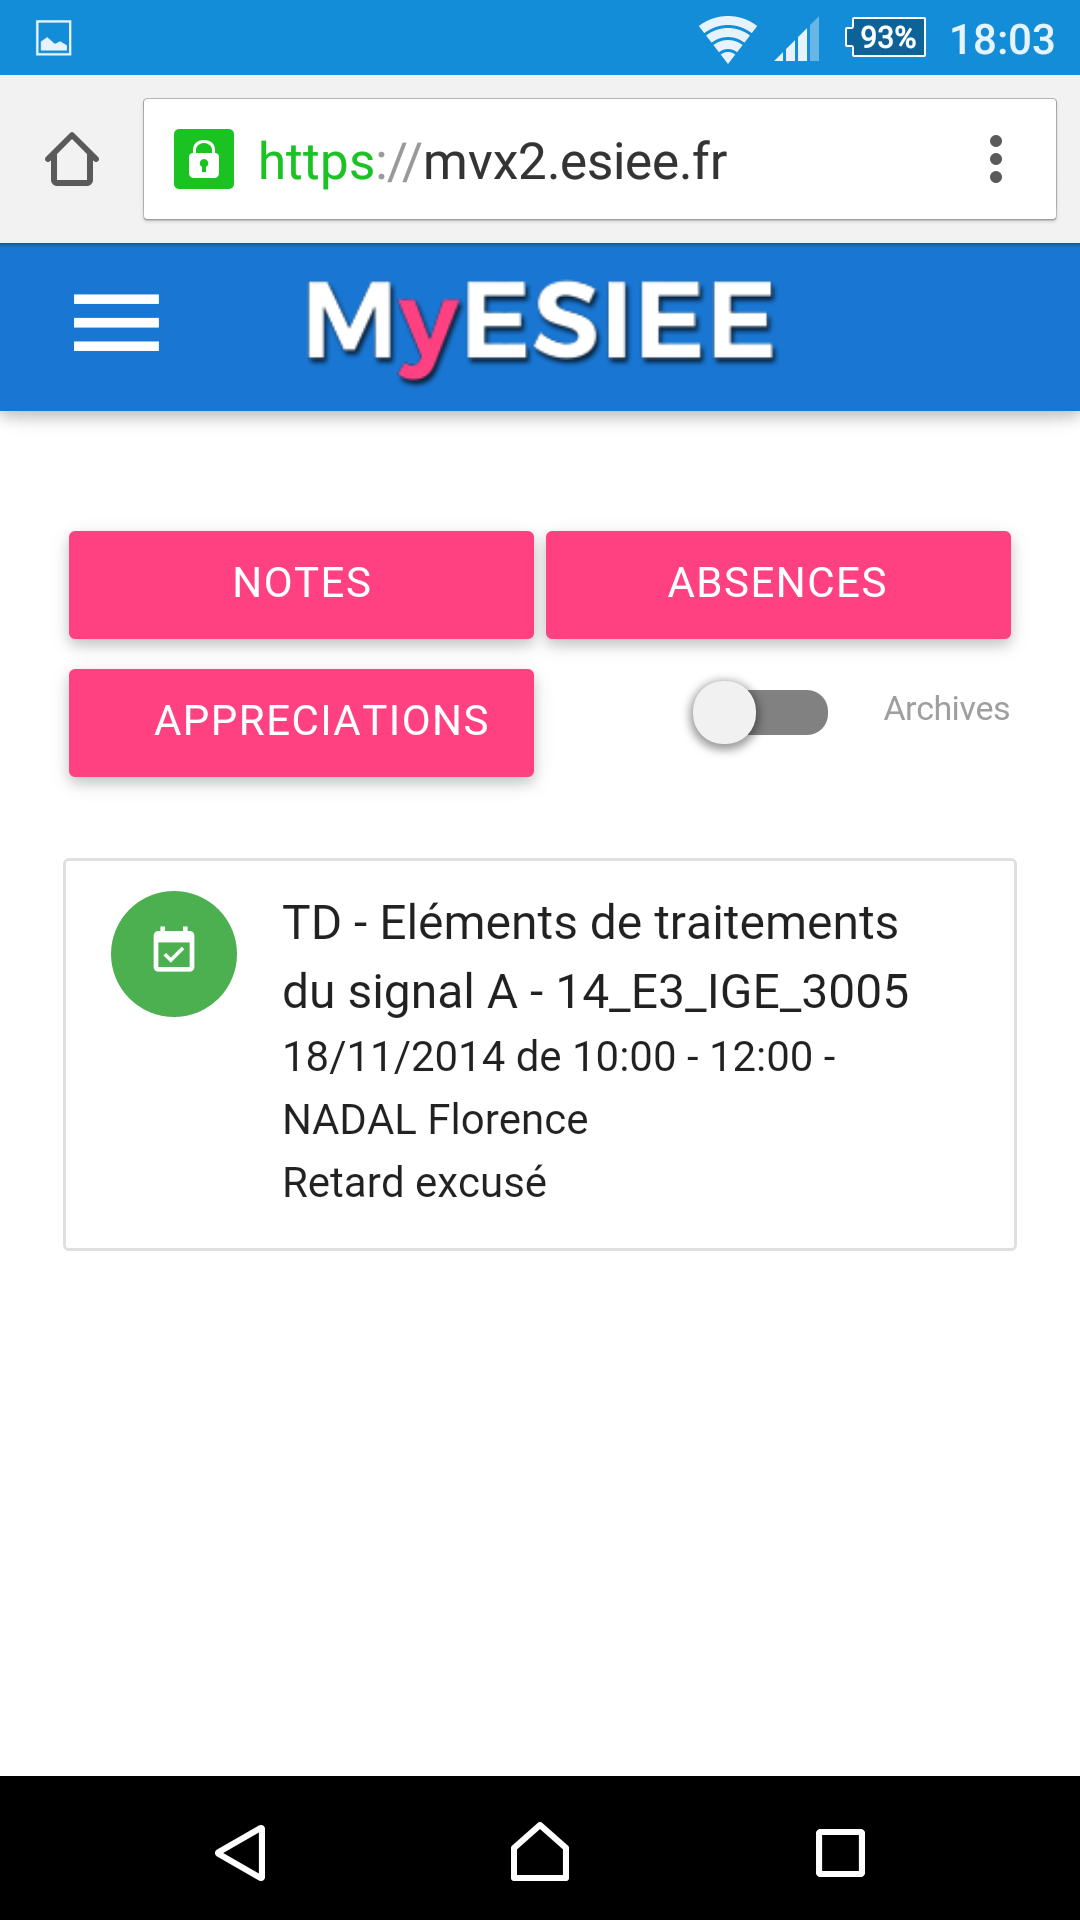 93% 18:03
https://mvx2.esiee.fr
MyESIEE
NOTES ABSENCES
APPRECIATIONS Archives
TD - Eléments de traitements
du signal A - 14_E3_IGE_3005
18/11/2014 de 10:00 - 12:00 -
NADAL Florence
Retard excusé